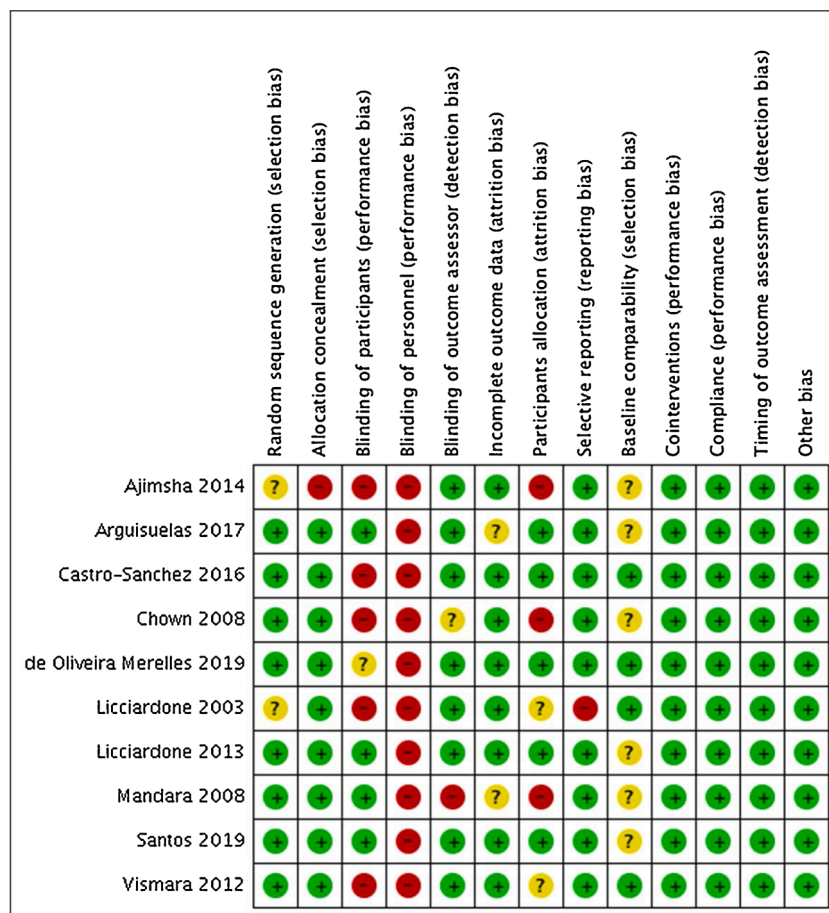 Random sequence generation (selection bias)
Allocation concealment (selection bias)
Blinding of participants (performance bias)
Blinding of personnel (performance bias)
Blinding of outcome assessor (detection bias)
Incomplete outcome data (attrition bias)
Participants allocation (attrition bias)
Selective reporting (reporting bias)
Baseline comparability (selection bias)
Cointerventions (performance bias)
Compliance (performance bias)
Timing of outcome assessment (detection bias)
Other bias
Ajimsha 2014 ? - - - + + - + ? + + + +
Arguisuelas 2017 + + + - + ? + + ? + + + +
Castro-Sanchez 2016 + + - - + + + + + + + + +
Chown 2008 + + - - ? + - + ? + + + +
de Oliveira Merelles 2019 + + ? - + + + + + + + + +
Licciardone 2003 ? + - - + + ? - + + + + +
Licciardone 2013 + + + - + + + + ? + + + +
Mandara 2008 + + + - - ? - + ? + + + +
Santos 2019 + + + - + + + + ? + + + +
Vismara 2012 + + - - + + ? + + + + + +